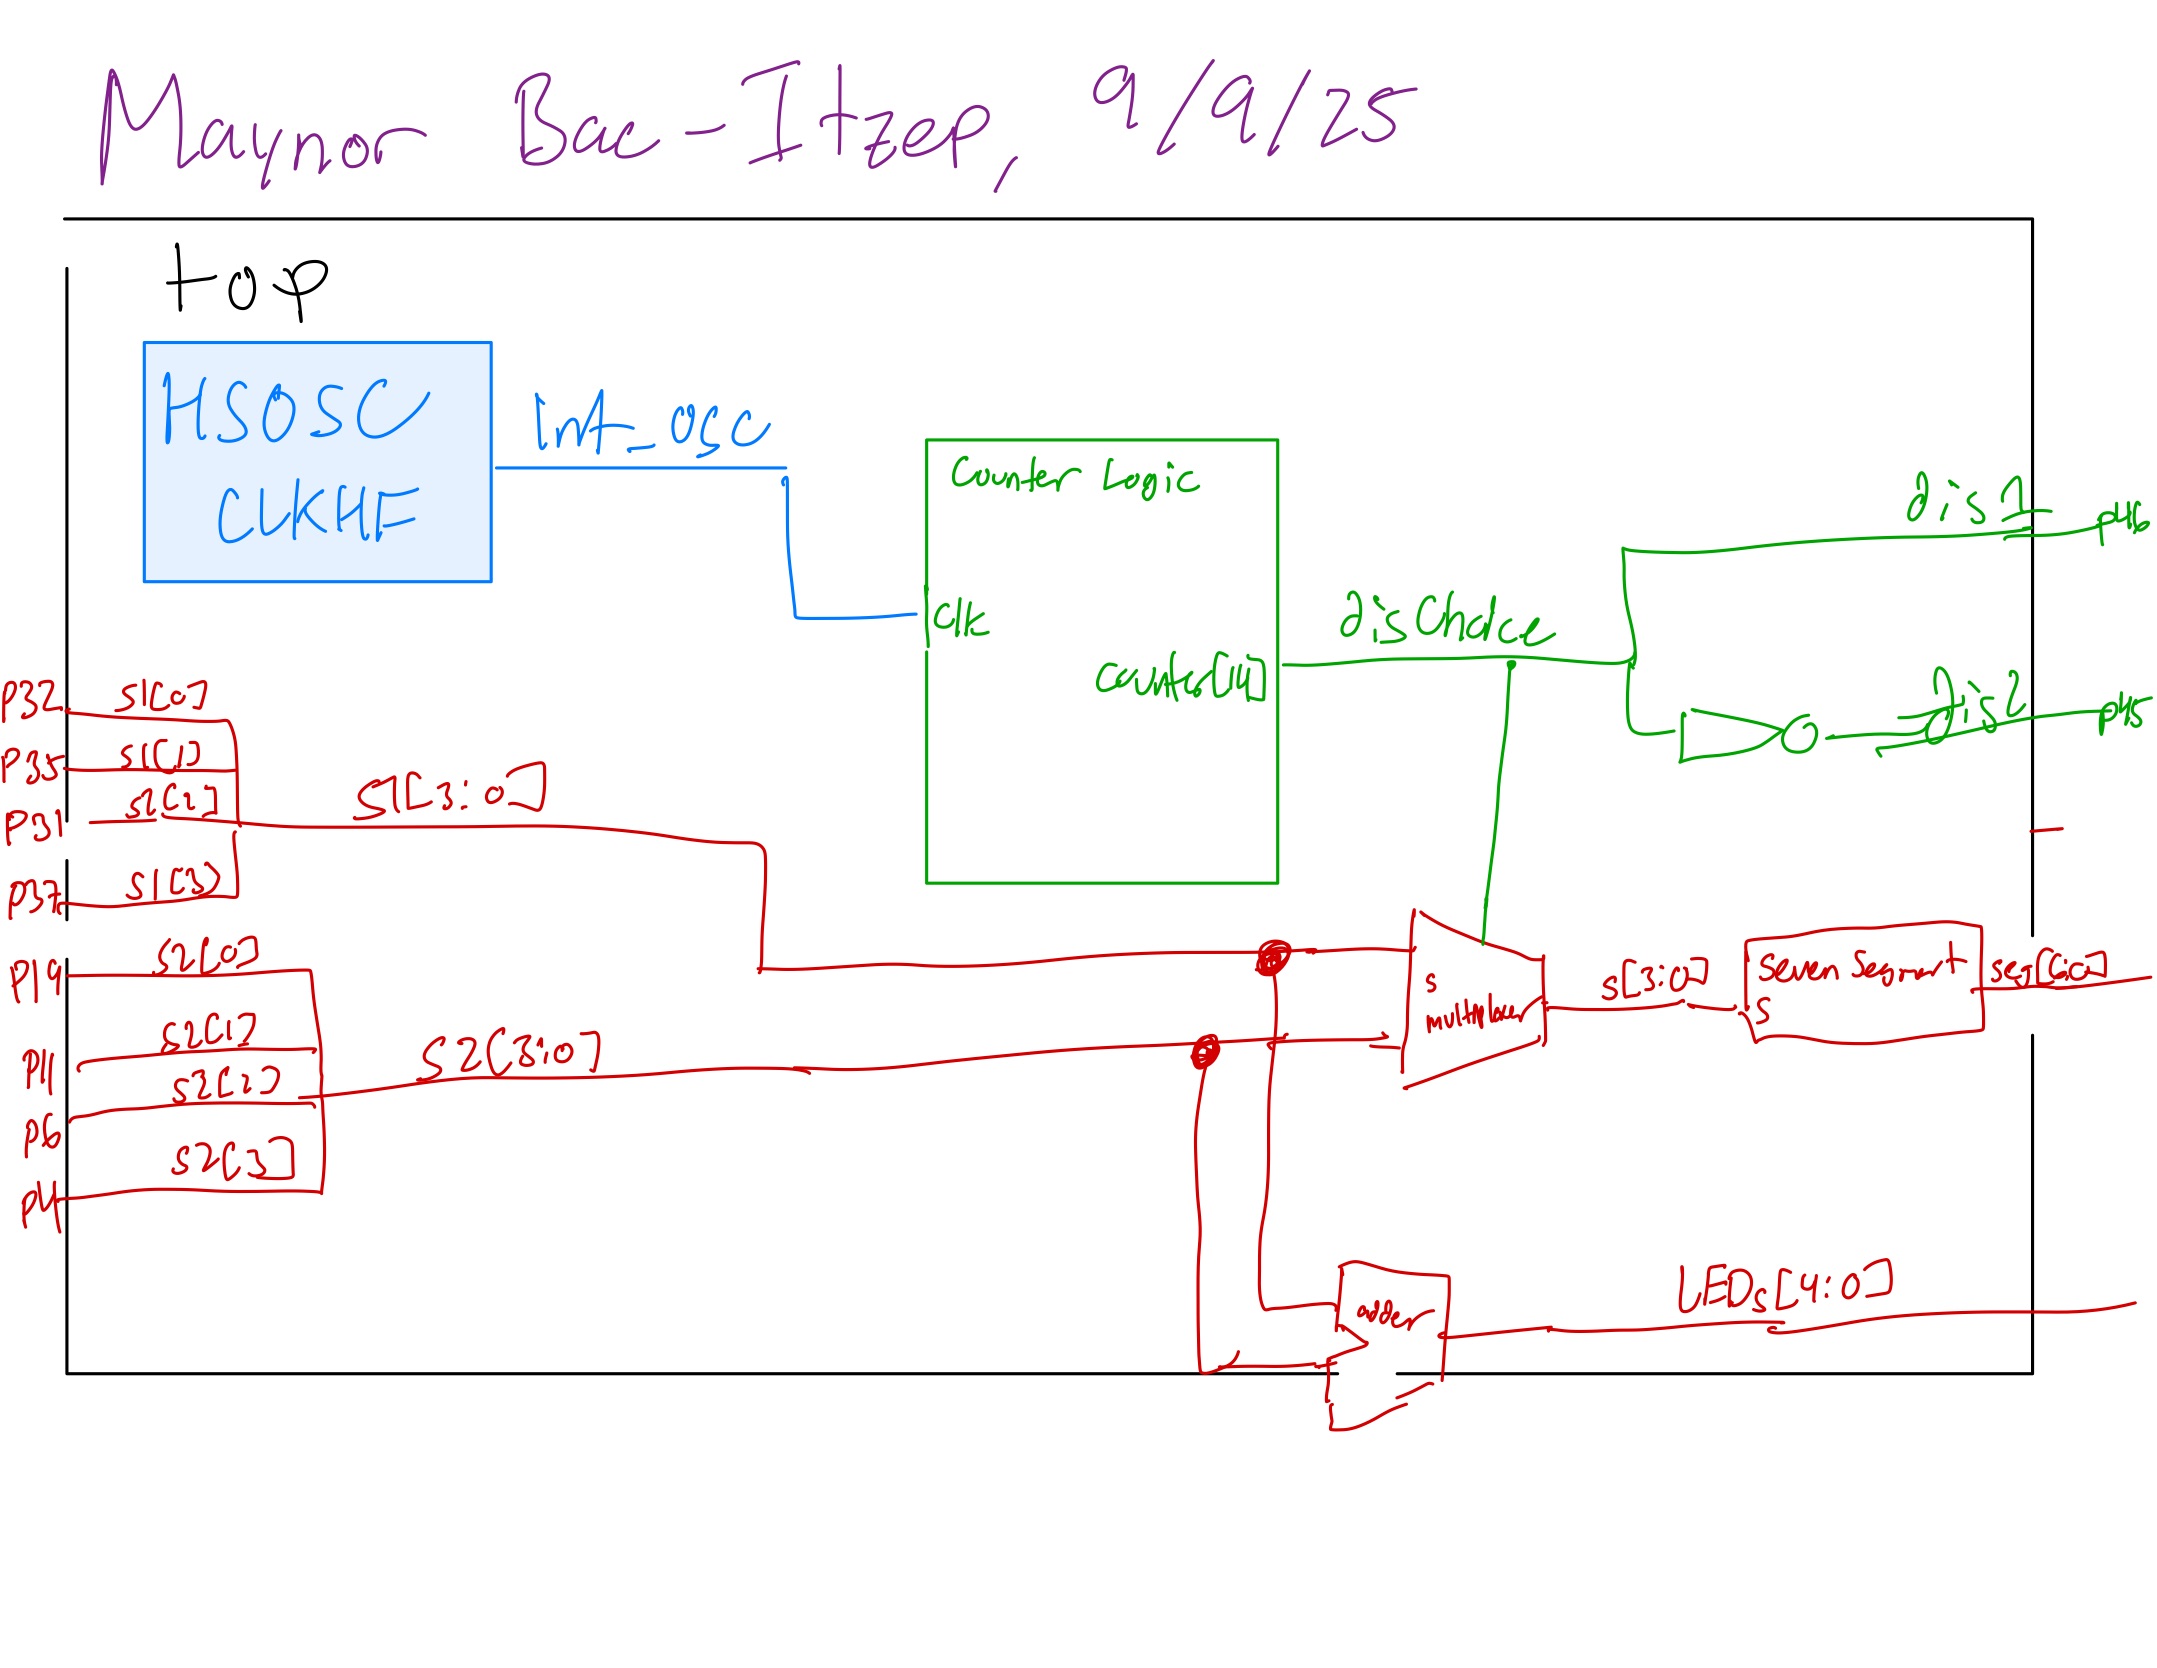 Maynor Bac-Itzep, 9/9/25
top
HSOSC
CLKHF
int_osc
Counter Logic
clk
counter[11]
disChoice
dis1
p46
dis2
p45
P32 s1[0]
P35 s1[1]
P31 s1[2]
P37 s1[3]
s1[3:0]
P19 s2[0]
P11 s2[1]
P6 s2[2]
P4 s2[3]
s2[3:0]
s
s[3:0]
seven segment
s
seg[6:0]
adder
LEDs[4:0]